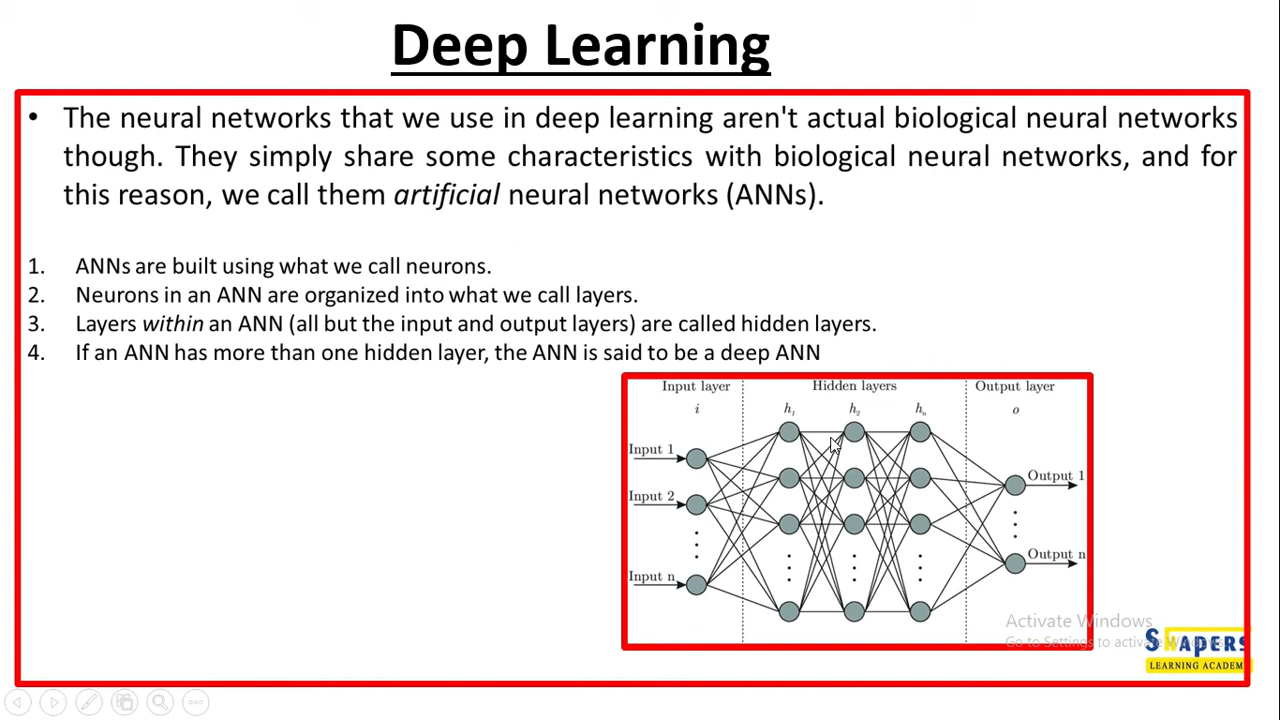 Deep Learning
• The neural networks that we use in deep learning aren't actual biological neural networks
though. They simply share some characteristics with biological neural networks, and for
this reason, we call them artificial neural networks (ANNs).
1. ANNs are built using what we call neurons.
2. Neurons in an ANN are organized into what we call layers.
3. Layers within an ANN (all but the input and output layers) are called hidden layers.
4. If an ANN has more than one hidden layer, the ANN is said to be a deep ANN
Input layer Hidden layers Output layer
i h₁ h₂ hₙ o
Input 1
Input 2
Input n
Output 1
Output n
Activate Windows
Go to Settings to activate Windows.
SHAPERS
LEARNING ACADEM